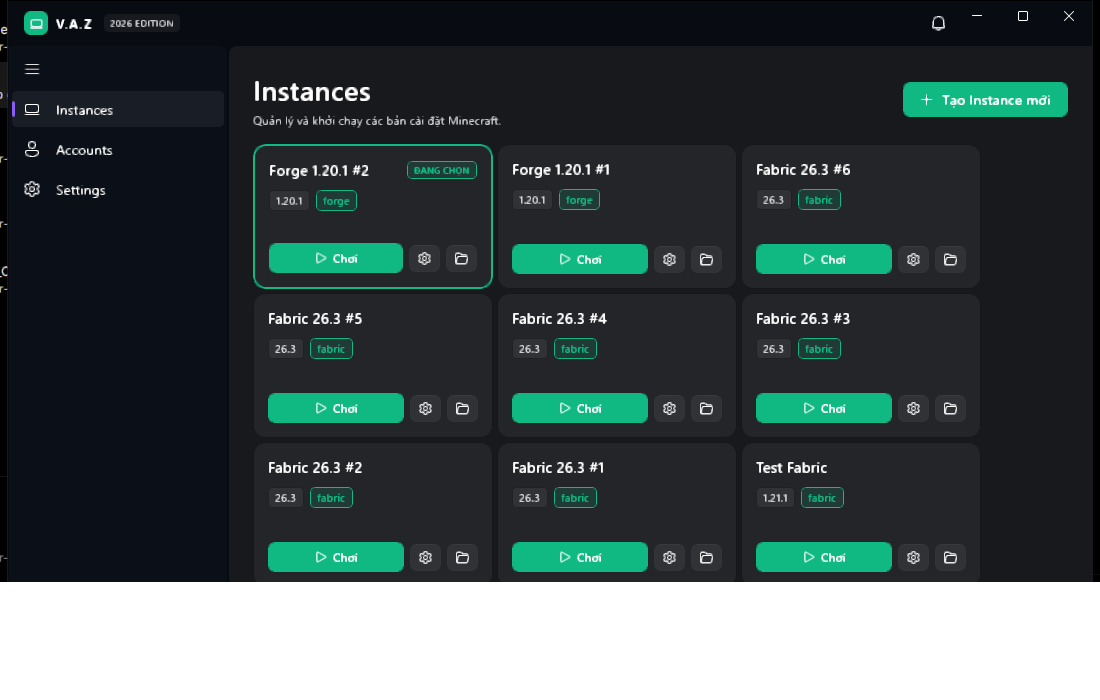 V.A.Z 2026 EDITION
Instances
Accounts
Settings
Instances
Quản lý và khởi chạy các bản cài đặt Minecraft.
Tạo Instance mới
Forge 1.20.1 #2 ĐANG CHỌN
1.20.1 forge
Chơi
Forge 1.20.1 #1
1.20.1 forge
Chơi
Fabric 26.3 #6
26.3 fabric
Chơi
Fabric 26.3 #5
26.3 fabric
Chơi
Fabric 26.3 #4
26.3 fabric
Chơi
Fabric 26.3 #3
26.3 fabric
Chơi
Fabric 26.3 #2
26.3 fabric
Chơi
Fabric 26.3 #1
26.3 fabric
Chơi
Test Fabric
1.21.1 fabric
Chơi